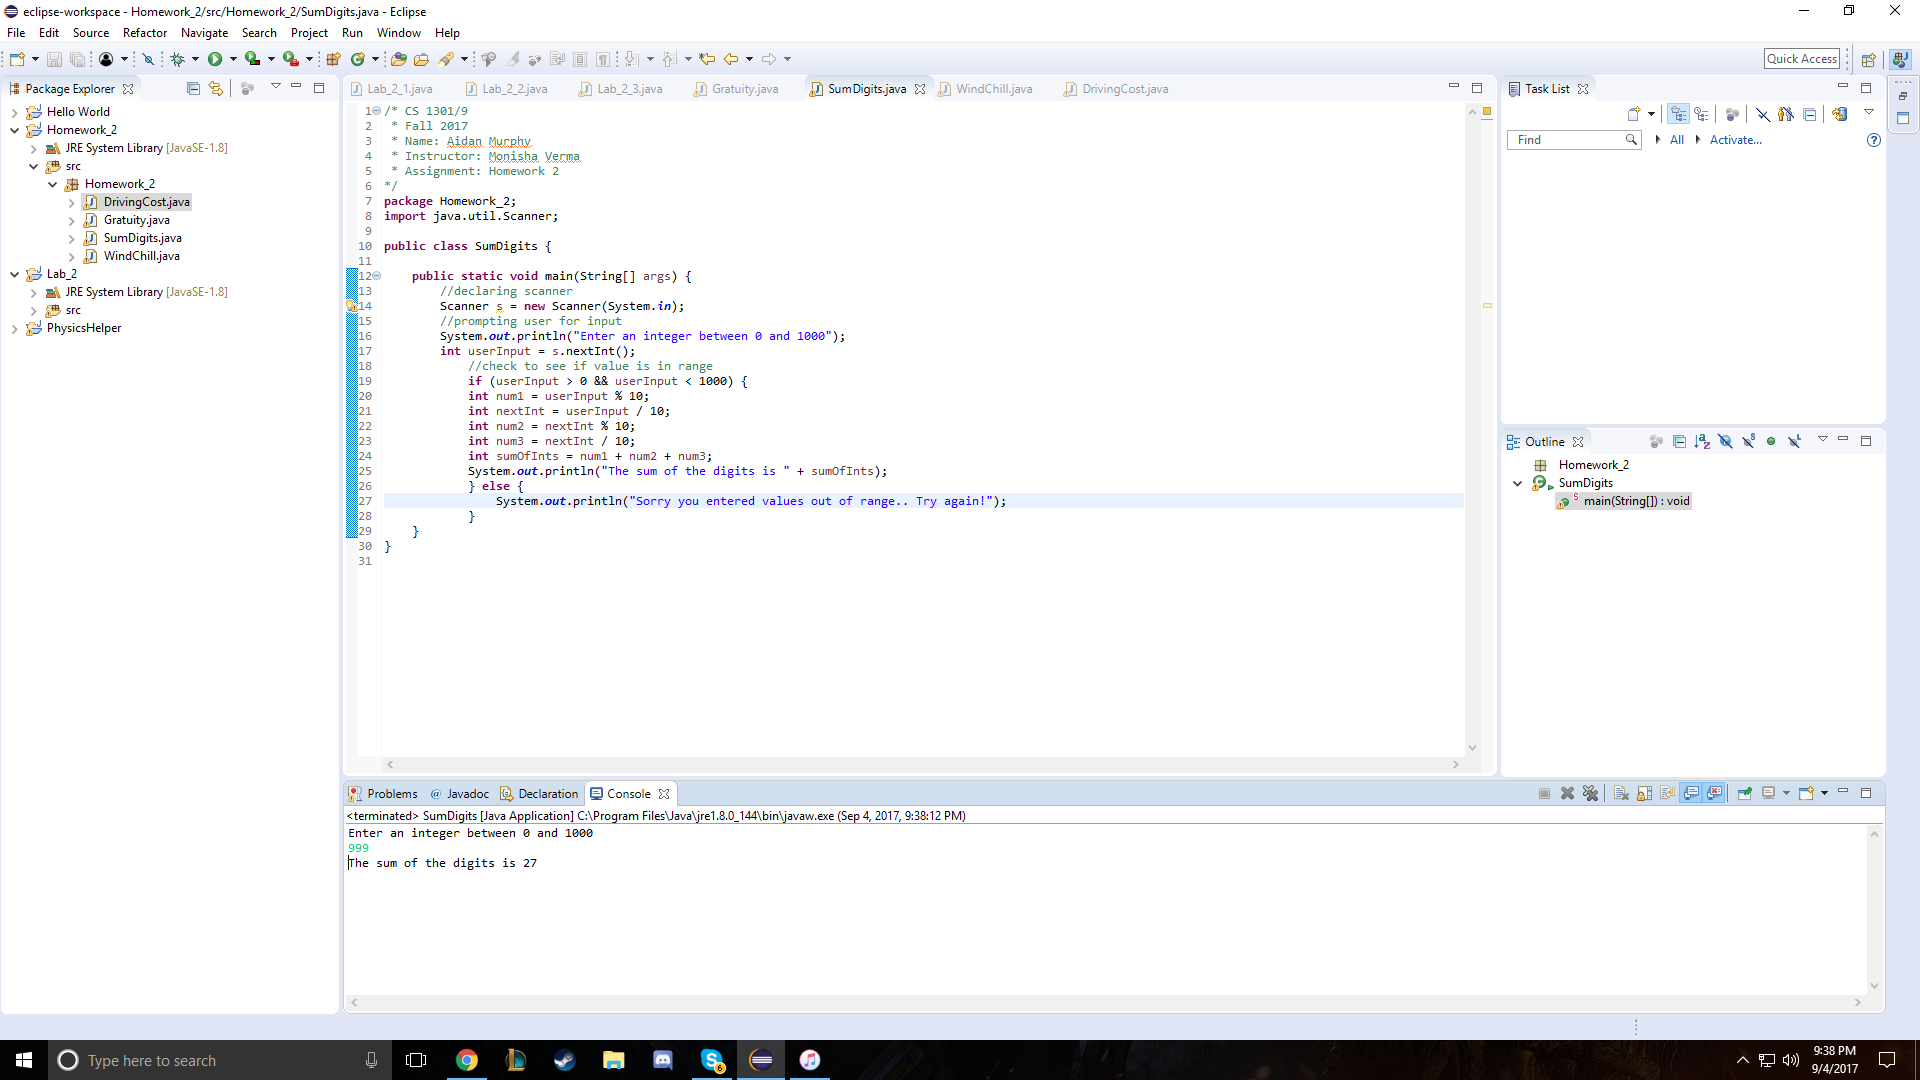 eclipse-workspace - Homework_2/src/Homework_2/SumDigits.java - Eclipse
File Edit Source Refactor Navigate Search Project Run Window Help
Quick Access
Package Explorer
Hello World
Homework_2
JRE System Library [JavaSE-1.8]
src
Homework_2
DrivingCost.java
Gratuity.java
SumDigits.java
WindChill.java
Lab_2
JRE System Library [JavaSE-1.8]
src
PhysicsHelper
Lab_2_1.java Lab_2_2.java Lab_2_3.java Gratuity.java SumDigits.java WindChill.java DrivingCost.java
1 /* CS 1301/9
2 * Fall 2017
3 * Name: Aidan Murphy
4 * Instructor: Monisha Verma
5 * Assignment: Homework 2
6 */
7 package Homework_2;
8 import java.util.Scanner;
9
10 public class SumDigits {
11
12 public static void main(String[] args) {
13 //declaring scanner
14 Scanner s = new Scanner(System.in);
15 //prompting user for input
16 System.out.println("Enter an integer between 0 and 1000");
17 int userInput = s.nextInt();
18 //check to see if value is in range
19 if (userInput > 0 && userInput < 1000) {
20 int num1 = userInput % 10;
21 int nextInt = userInput / 10;
22 int num2 = nextInt % 10;
23 int num3 = nextInt / 10;
24 int sumOfInts = num1 + num2 + num3;
25 System.out.println("The sum of the digits is " + sumOfInts);
26 } else {
27 System.out.println("Sorry you entered values out of range.. Try again!");
28 }
29 }
30 }
31
Task List
Find All Activate...
Outline
Homework_2
SumDigits
main(String[]) : void
Problems @ Javadoc Declaration Console
<terminated> SumDigits [Java Application] C:\Program Files\Java\jre1.8.0_144\bin\javaw.exe (Sep 4, 2017, 9:38:12 PM)
Enter an integer between 0 and 1000
999
The sum of the digits is 27
Type here to search
6
9:38 PM
9/4/2017